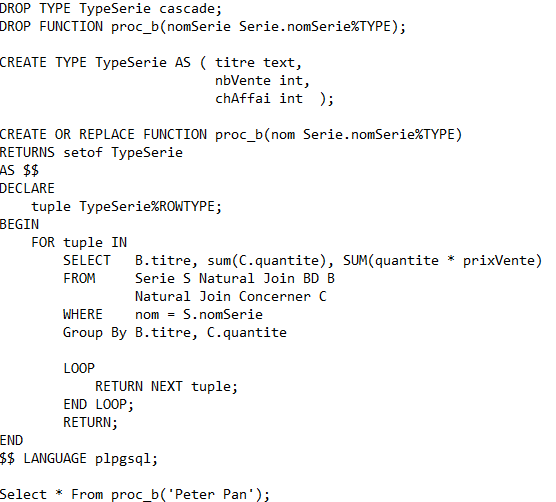 DROP TYPE TypeSerie cascade;
DROP FUNCTION proc_b(nomSerie Serie.nomSerie%TYPE);

CREATE TYPE TypeSerie AS ( titre text,
                           nbVente int,
                           chAffai int  );

CREATE OR REPLACE FUNCTION proc_b(nom Serie.nomSerie%TYPE)
RETURNS setof TypeSerie
AS $$
DECLARE
    tuple TypeSerie%ROWTYPE;
BEGIN
    FOR tuple IN
        SELECT   B.titre, sum(C.quantite), SUM(quantite * prixVente)
        FROM     Serie S Natural Join BD B
                 Natural Join Concerner C
        WHERE    nom = S.nomSerie
        Group By B.titre, C.quantite

        LOOP
            RETURN NEXT tuple;
        END LOOP;
        RETURN;
END
$$ LANGUAGE plpgsql;

Select * From proc_b('Peter Pan');